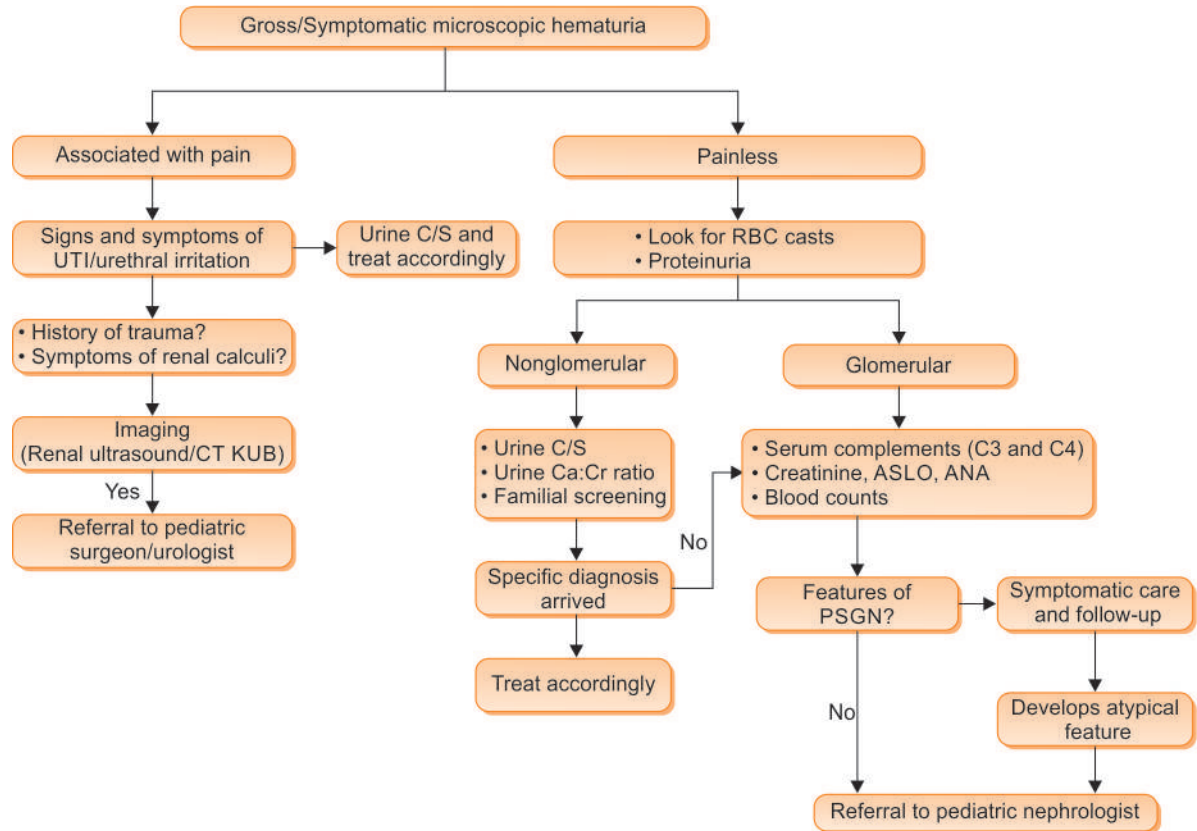 Gross/Symptomatic microscopic hematuria
Associated with pain
Painless
Signs and symptoms of
UTI/urethral irritation
Urine C/S and
treat accordingly
• Look for RBC casts
• Proteinuria
• History of trauma?
• Symptoms of renal calculi?
Nonglomerular
Glomerular
Imaging
(Renal ultrasound/CT KUB)
• Urine C/S
• Urine Ca:Cr ratio
• Familial screening
• Serum complements (C3 and C4)
• Creatinine, ASLO, ANA
• Blood counts
Yes
Referral to pediatric
surgeon/urologist
No
Specific diagnosis
arrived
Features of
PSGN?
Symptomatic care
and follow-up
Treat accordingly
No
Develops atypical
feature
Referral to pediatric nephrologist